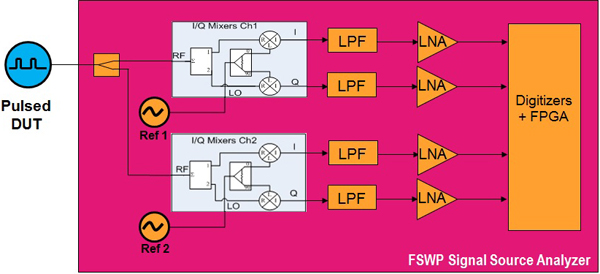 Pulsed
DUT
I/Q Mixers Ch1
RF
LO
I
Q
Ref 1
LPF
LNA
LPF
LNA
I/Q Mixers Ch2
RF
LO
I
Q
Ref 2
LPF
LNA
LPF
LNA
Digitizers
+ FPGA
FSWP Signal Source Analyzer